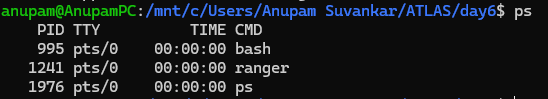 anupam@AnupamPC:/mnt/c/Users/Anupam Suvankar/ATLAS/day6$ ps
PID TTY TIME CMD
995 pts/0 00:00:00 bash
1241 pts/0 00:00:00 ranger
1976 pts/0 00:00:00 ps